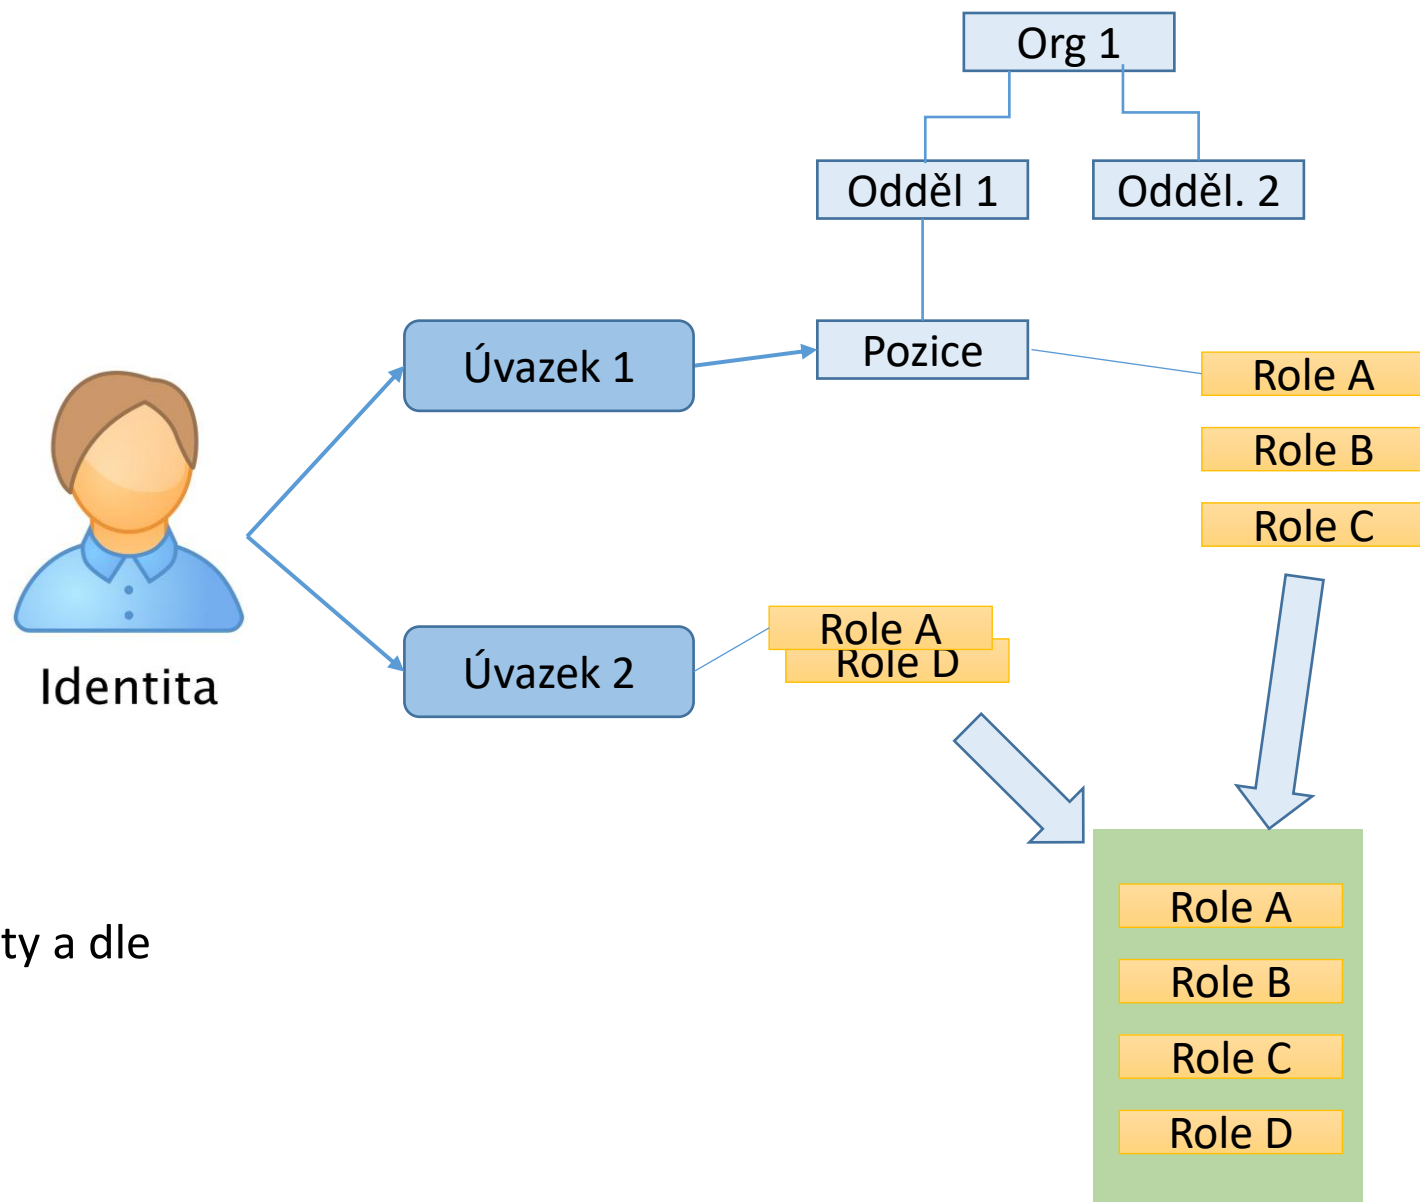 Org 1
Odděl 1
Odděl. 2
Úvazek 1
Pozice
Role A
Role B
Role C
Úvazek 2
Role A
Role D
Identita
ty a dle
Role A
Role B
Role C
Role D